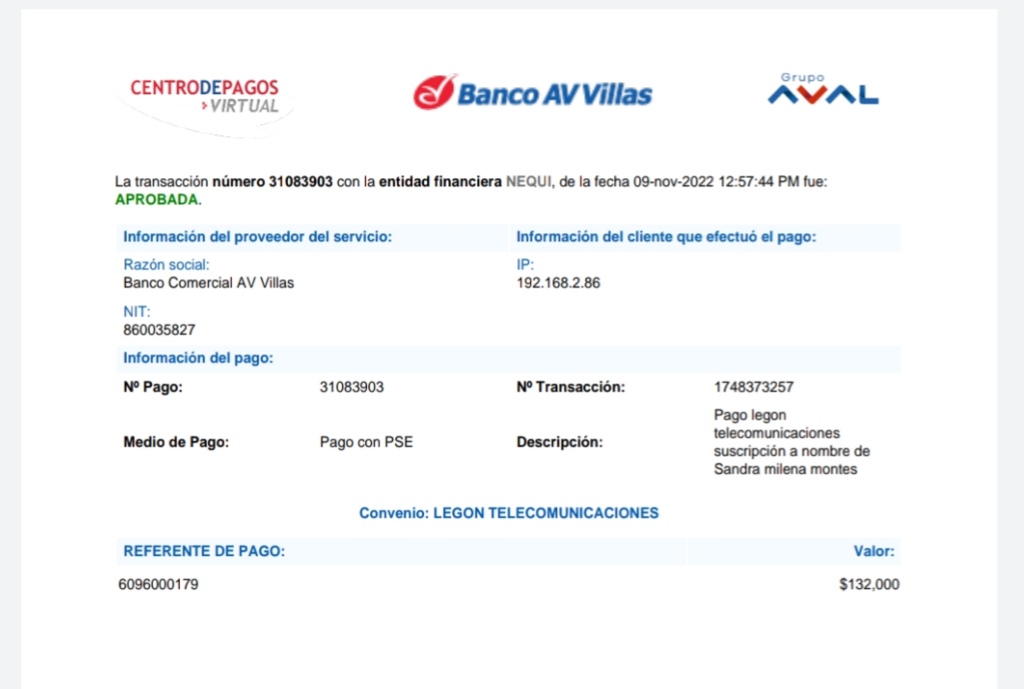 CENTRODEPAGOS
VIRTUAL
Banco AV Villas
Grupo
AVAL
La transacción número 31083903 con la entidad financiera NEQUI, de la fecha 09-nov-2022 12:57:44 PM fue:
APROBADA.
Información del proveedor del servicio:
Información del cliente que efectuó el pago:
Razón social:
Banco Comercial AV Villas
IP:
192.168.2.86
NIT:
860035827
Información del pago:
Nº Pago: 31083903 Nº Transacción: 1748373257
Medio de Pago: Pago con PSE Descripción:
Pago legon
telecomunicaciones
suscripción a nombre de
Sandra milena montes
Convenio: LEGON TELECOMUNICACIONES
REFERENTE DE PAGO: Valor:
6096000179 $132,000